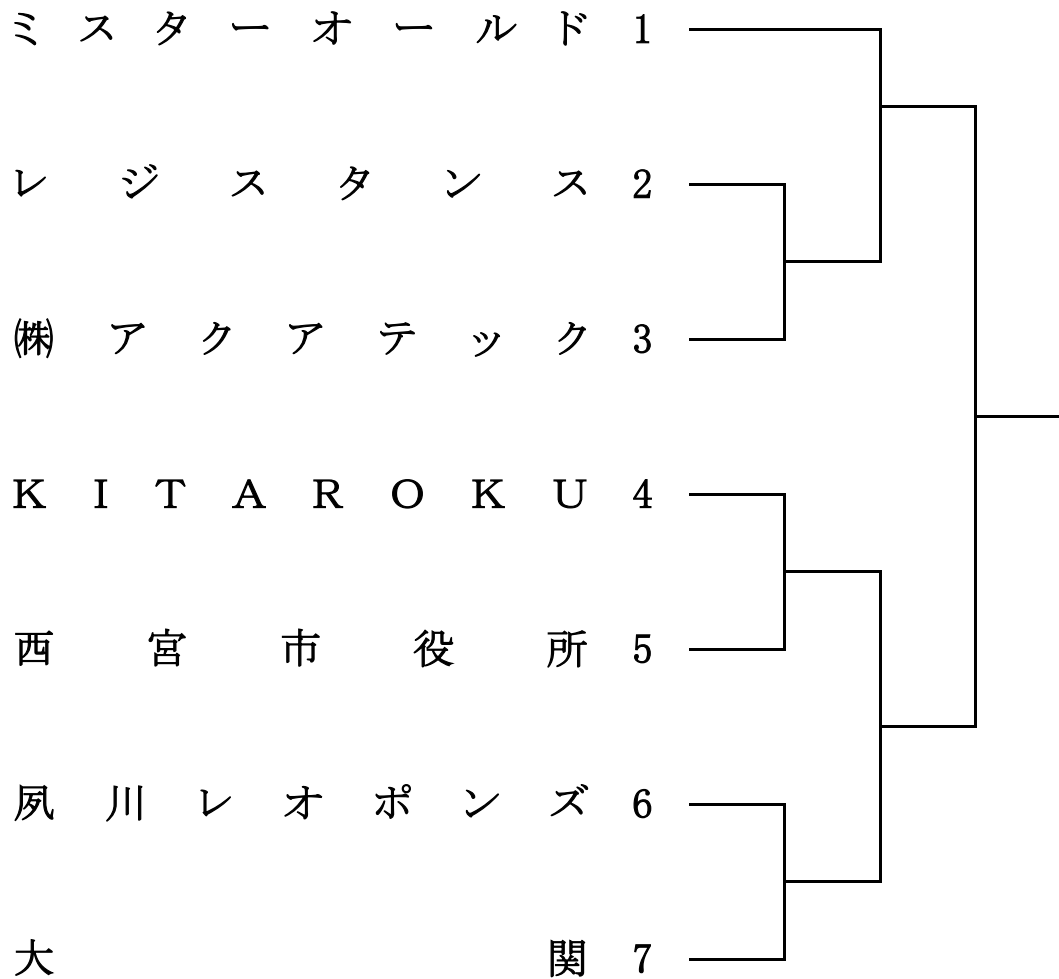 ミスターオールド 1
レジスタンス 2
㈱アクアテック 3
KITAROKU 4
西宮市役所 5
夙川レオポンズ 6
大関 7